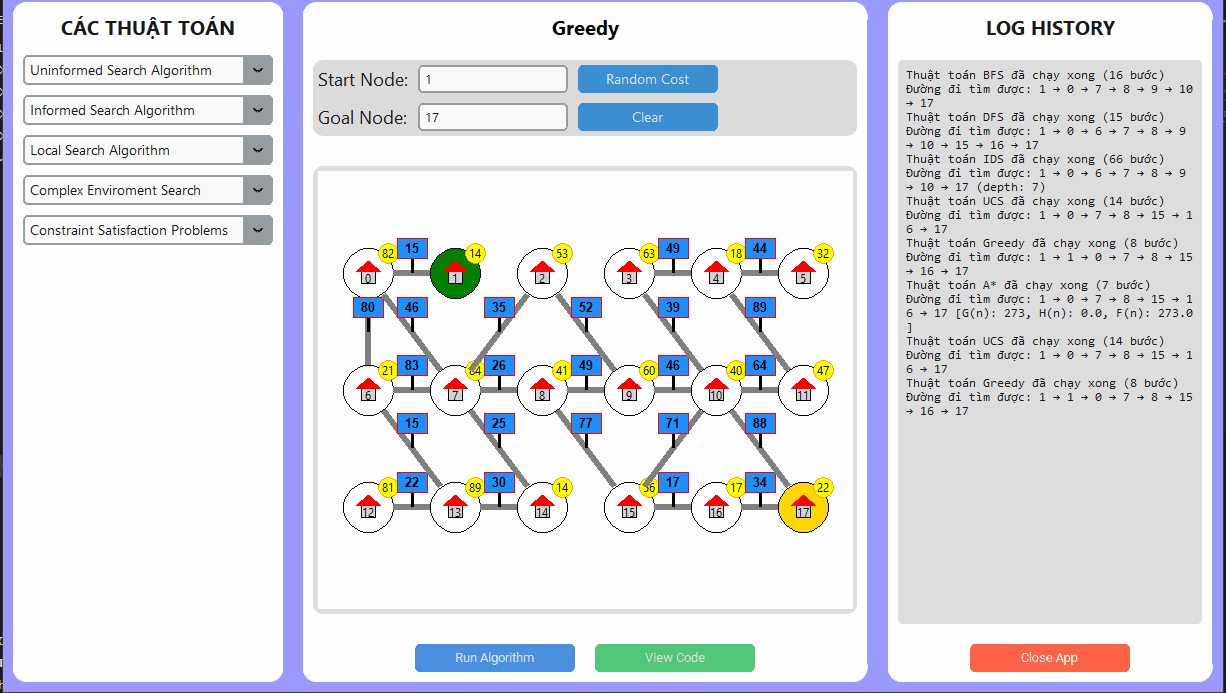 CÁC THUẬT TOÁN
Uninformed Search Algorithm
Informed Search Algorithm
Local Search Algorithm
Complex Enviroment Search
Constraint Satisfaction Problems
Greedy
Start Node: 1 Random Cost
Goal Node: 17 Clear
15 49 44
82 14 53 63 18 32
0 1 2 3 4 5
80 46 35 52 39 89
83 26 49 46 64
21 84 41 60 40 47
6 7 8 9 10 11
15 25 77 71 88
22 30 17 34
81 89 14 36 17 22
12 13 14 15 16 17
Run Algorithm View Code
LOG HISTORY
Thuật toán BFS đã chạy xong (16 bước)
Đường đi tìm được: 1 → 0 → 7 → 8 → 9 → 10
→ 17
Thuật toán DFS đã chạy xong (15 bước)
Đường đi tìm được: 1 → 0 → 6 → 7 → 8 → 9
→ 10 → 15 → 16 → 17
Thuật toán IDS đã chạy xong (66 bước)
Đường đi tìm được: 1 → 0 → 6 → 7 → 8 → 9
→ 10 → 17 (depth: 7)
Thuật toán UCS đã chạy xong (14 bước)
Đường đi tìm được: 1 → 0 → 7 → 8 → 15 → 1
6 → 17
Thuật toán Greedy đã chạy xong (8 bước)
Đường đi tìm được: 1 → 1 → 0 → 7 → 8 → 15
→ 16 → 17
Thuật toán A* đã chạy xong (7 bước)
Đường đi tìm được: 1 → 0 → 7 → 8 → 15 → 1
6 → 17 [G(n): 273, H(n): 0.0, F(n): 273.0
]
Thuật toán UCS đã chạy xong (14 bước)
Đường đi tìm được: 1 → 0 → 7 → 8 → 15 → 1
6 → 17
Thuật toán Greedy đã chạy xong (8 bước)
Đường đi tìm được: 1 → 1 → 0 → 7 → 8 → 15
→ 16 → 17
Close App